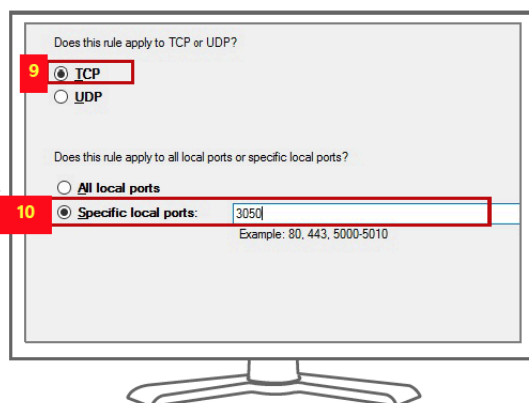 Does this rule apply to TCP or UDP?
9 TCP
UDP
Does this rule apply to all local ports or specific local ports?
All local ports
10 Specific local ports: 3050
Example: 80, 443, 5000-5010